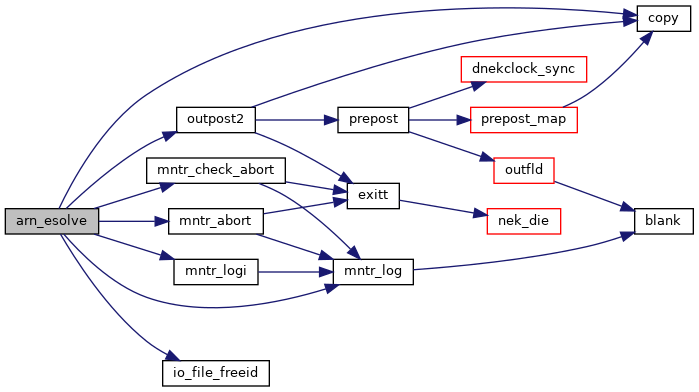 copy
dnekclock_sync
outpost2
prepost
prepost_map
mntr_check_abort
outfld
exitt
arn_esolve
mntr_abort
nek_die
blank
mntr_logi
mntr_log
io_file_freeid